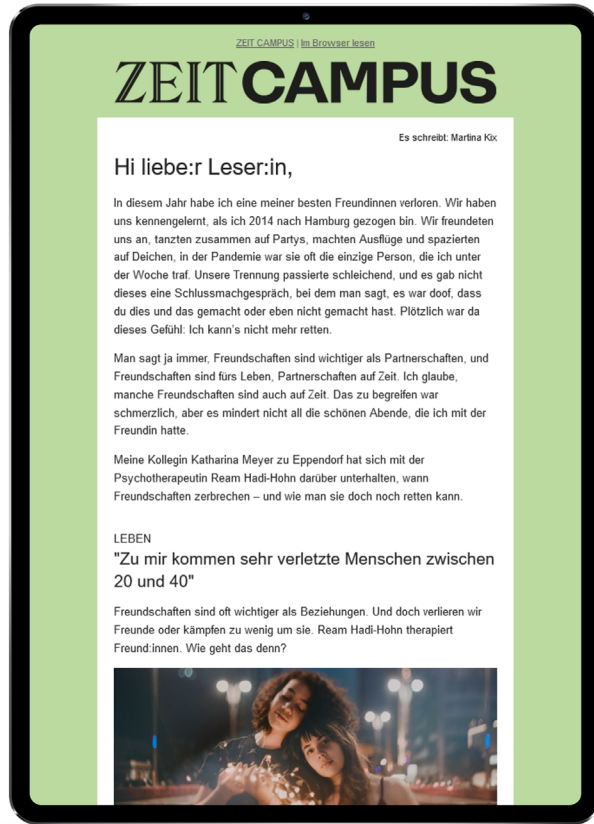 ZEIT CAMPUS | Im Browser lesen
ZEIT CAMPUS
Es schreibt: Martina Kix
Hi liebe:r Leser:in,
In diesem Jahr habe ich eine meiner besten Freundinnen verloren. Wir haben
uns kennengelernt, als ich 2014 nach Hamburg gezogen bin. Wir freundeten
uns an, tanzten zusammen auf Partys, machten Ausflüge und spazierten
auf Deichen, in der Pandemie war sie oft die einzige Person, die ich unter
der Woche traf. Unsere Trennung passierte schleichend, und es gab nicht
dieses eine Schlussmachgespräch, bei dem man sagt, es war doof, dass
du dies und das gemacht oder eben nicht gemacht hast. Plötzlich war da
dieses Gefühl: Ich kann's nicht mehr retten.
Man sagt ja immer, Freundschaften sind wichtiger als Partnerschaften, und
Freundschaften sind fürs Leben, Partnerschaften auf Zeit. Ich glaube,
manche Freundschaften sind auch auf Zeit. Das zu begreifen war
schmerzlich, aber es mindert nicht all die schönen Abende, die ich mit der
Freundin hatte.
Meine Kollegin Katharina Meyer zu Eppendorf hat sich mit der
Psychotherapeutin Ream Hadi-Hohn darüber unterhalten, wann
Freundschaften zerbrechen – und wie man sie doch noch retten kann.
LEBEN
"Zu mir kommen sehr verletzte Menschen zwischen
20 und 40"
Freundschaften sind oft wichtiger als Beziehungen. Und doch verlieren wir
Freunde oder kämpfen zu wenig um sie. Ream Hadi-Hohn therapiert
Freund:innen. Wie geht das denn?